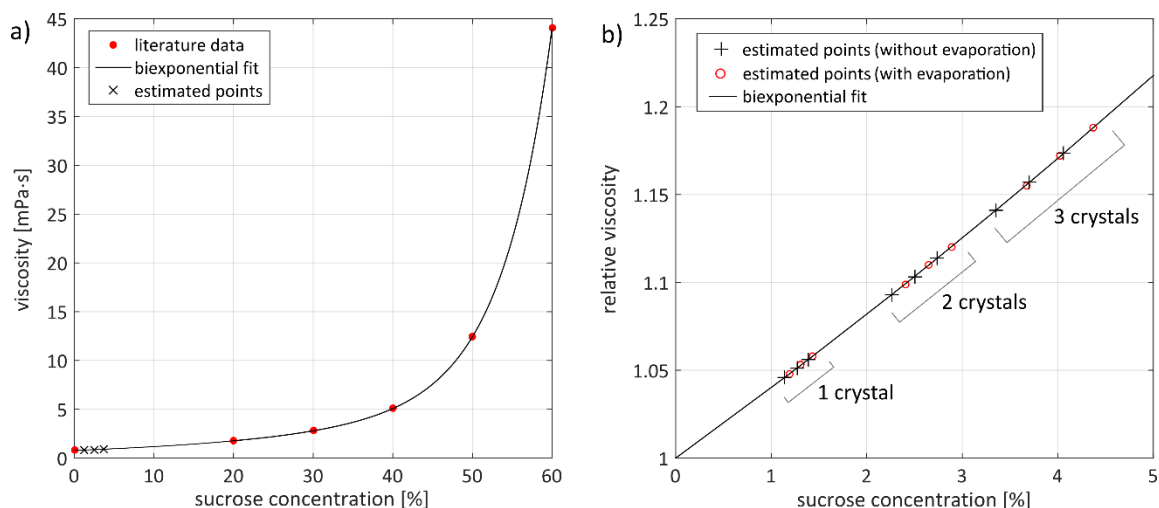 a)
literature data
biexponential fit
estimated points
viscosity [mPa·s]
45
40
35
30
25
20
15
10
5
0
0 10 20 30 40 50 60
sucrose concentration [%]
b)
estimated points (without evaporation)
estimated points (with evaporation)
biexponential fit
relative viscosity
1.25
1.2
1.15
1.1
1.05
1
3 crystals
2 crystals
1 crystal
0 1 2 3 4 5
sucrose concentration [%]